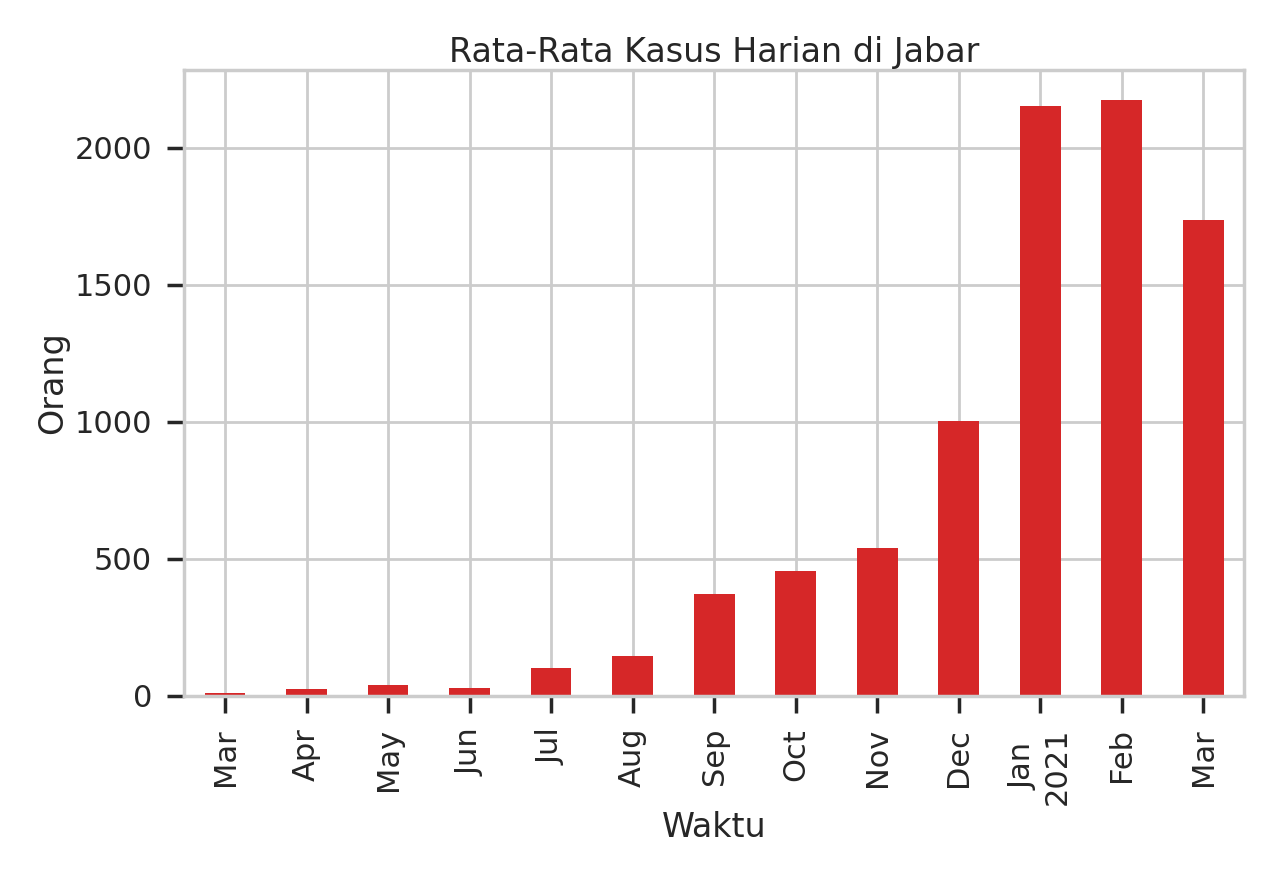 Rata-Rata Kasus Harian di Jabar
Orang
2000
1500
1000
500
0
Mar
Apr
May
Jun
Jul
Aug
Sep
Oct
Nov
Dec
Jan
2021
Feb
Mar
Waktu